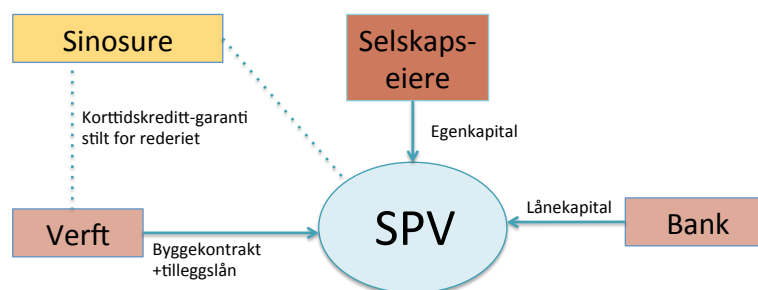 Sinosure
Selskaps-
eiere
Korttidskreditt-garanti
stilt for rederiet
Egenkapital
Verft
Byggekontrakt
+tilleggslån
SPV
Lånekapital
Bank